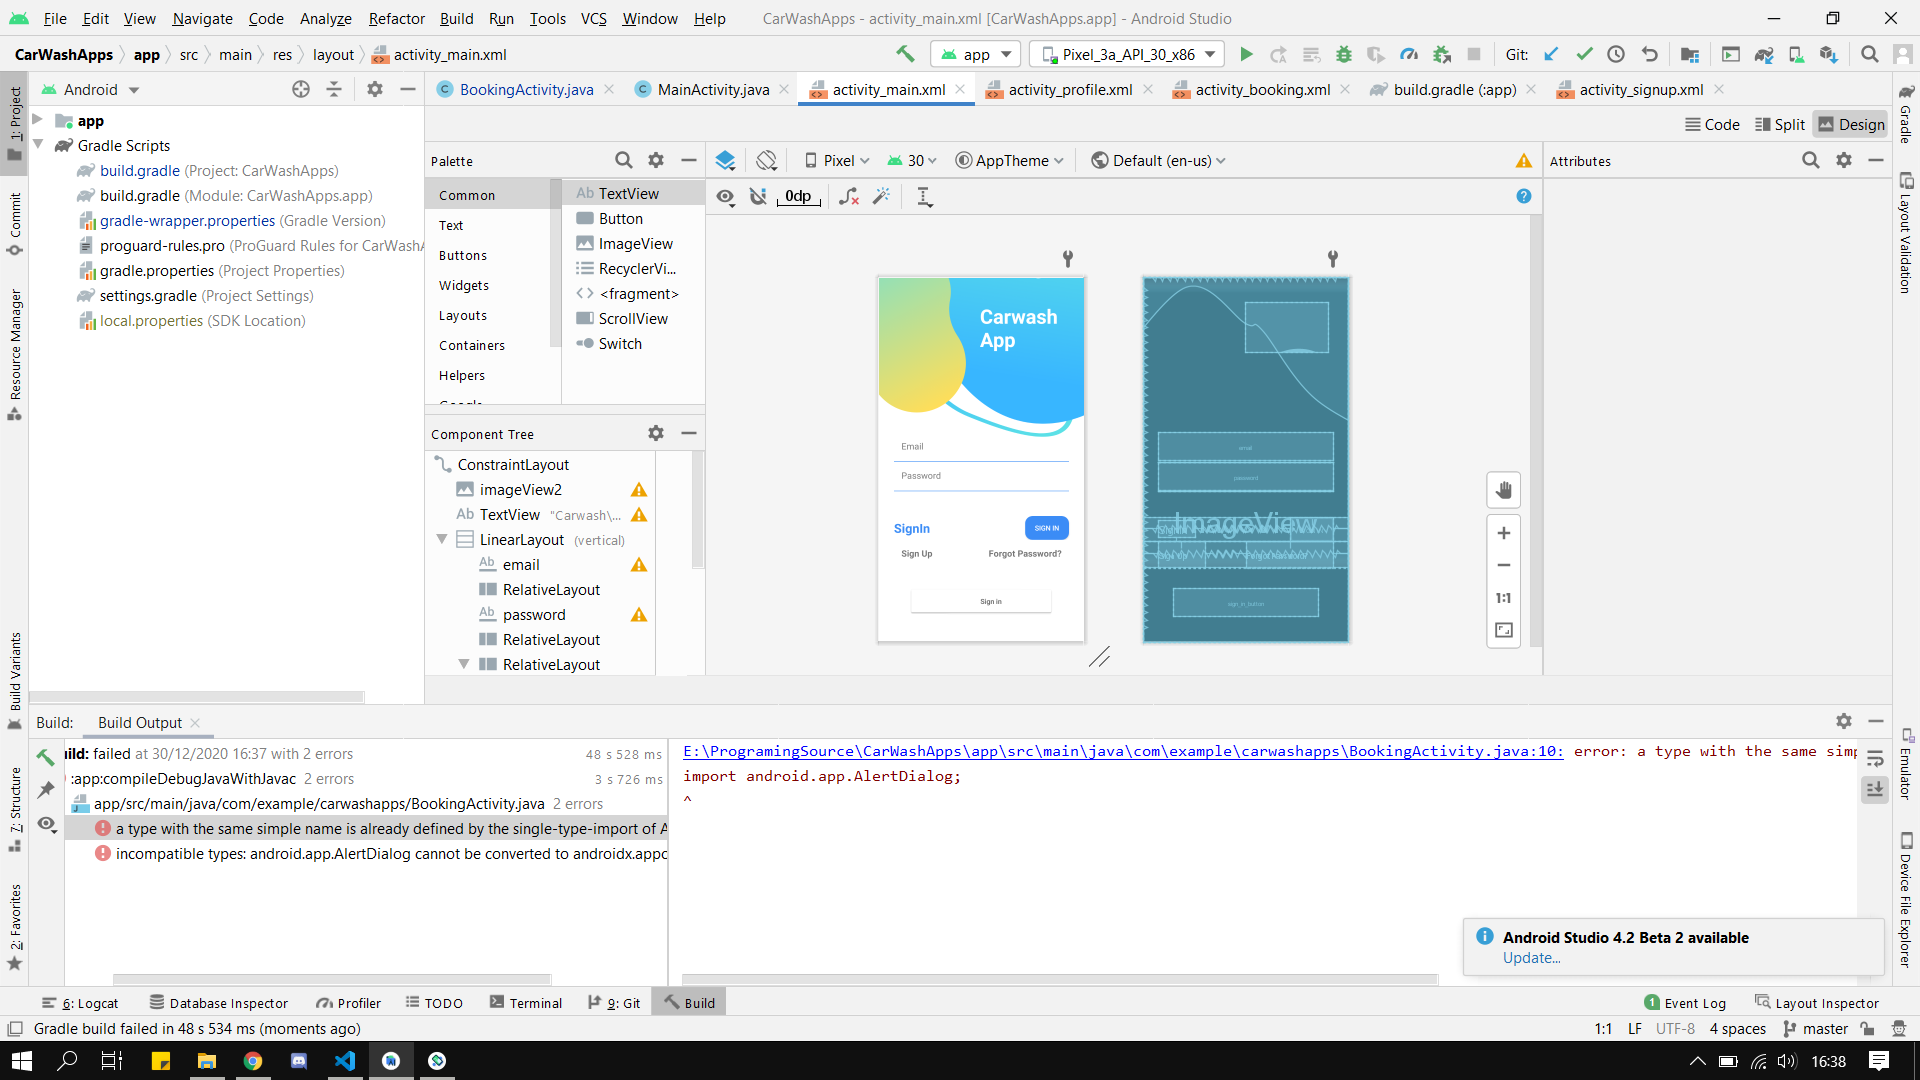 File Edit View Navigate Code Analyze Refactor Build Run Tools VCS Window Help CarWashApps - activity_main.xml [CarWashApps.app] - Android Studio
CarWashApps app src main res layout activity_main.xml app Pixel_3a_API_30_x86 Git:
Android BookingActivity.java MainActivity.java activity_main.xml activity_profile.xml activity_booking.xml build.gradle (:app) activity_signup.xml
Code Split Design
1: Project
Commit
Resource Manager
Build Variants
7: Structure
2: Favorites
app
Gradle Scripts
build.gradle (Project: CarWashApps)
build.gradle (Module: CarWashApps.app)
gradle-wrapper.properties (Gradle Version)
proguard-rules.pro (ProGuard Rules for CarWashA
gradle.properties (Project Properties)
settings.gradle (Project Settings)
local.properties (SDK Location)
Palette
Common
Text
Buttons
Widgets
Layouts
Containers
Helpers
TextView
Button
ImageView
RecyclerVi...
<fragment>
ScrollView
Switch
Component Tree
ConstraintLayout
imageView2
Ab TextView "Carwash\...
LinearLayout (vertical)
Ab email
RelativeLayout
Ab password
RelativeLayout
RelativeLayout
Pixel 30 AppTheme Default (en-us)
0dp
Carwash
App
Email
Password
SignIn SIGN IN
Sign Up Forgot Password?
Sign in
email
password
ImageView
SignIn
Sign Up Forgot Password?
sign_in_button
1:1
Attributes
Gradle
Layout Validation
Emulator
Device File Explorer
Build: Build Output
uild: failed at 30/12/2020 16:37 with 2 errors 48 s 528 ms
:app:compileDebugJavaWithJavac 2 errors 3 s 726 ms
app/src/main/java/com/example/carwashapps/BookingActivity.java 2 errors
a type with the same simple name is already defined by the single-type-import of A
incompatible types: android.app.AlertDialog cannot be converted to androidx.appc
E:\ProgramingSource\CarWashApps\app\src\main\java\com\example\carwashapps\BookingActivity.java:10: error: a type with the same simp
import android.app.AlertDialog;
^
Android Studio 4.2 Beta 2 available
Update...
6: Logcat Database Inspector Profiler TODO Terminal 9: Git Build 1 Event Log Layout Inspector
Gradle build failed in 48 s 534 ms (moments ago) 1:1 LF UTF-8 4 spaces master
16:38